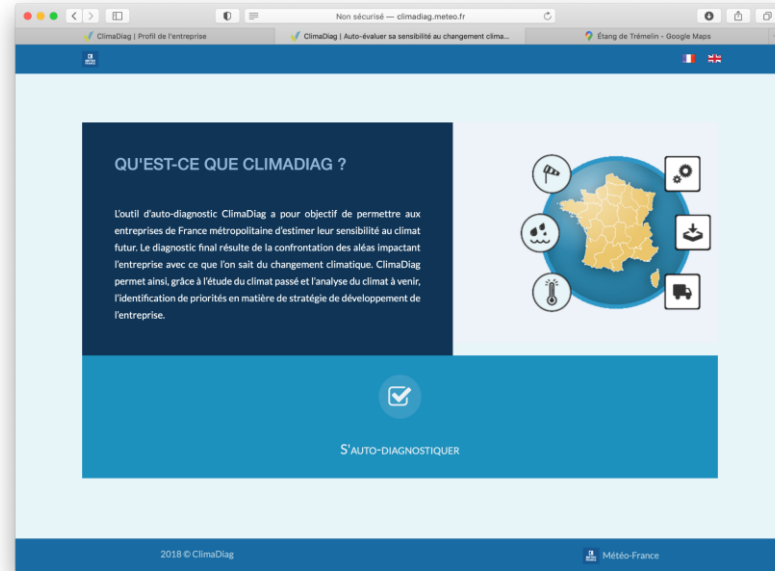 Non sécurisé — climadiag.meteo.fr
ClimaDiag | Profil de l'entreprise
ClimaDiag | Auto-évaluer sa sensibilité au changement clima...
Étang de Trémelin - Google Maps
QU'EST-CE QUE CLIMADIAG ?
L'outil d'auto-diagnostic ClimaDiag a pour objectif de permettre aux
entreprises de France métropolitaine d'estimer leur sensibilité au climat
futur. Le diagnostic final résulte de la confrontation des aléas impactant
l'entreprise avec ce que l'on sait du changement climatique. ClimaDiag
permet ainsi, grâce à l'étude du climat passé et l'analyse du climat à venir,
l'identification de priorités en matière de stratégie de développement de
l'entreprise.
S'AUTO-DIAGNOSTIQUER
2018 © ClimaDiag
Météo-France